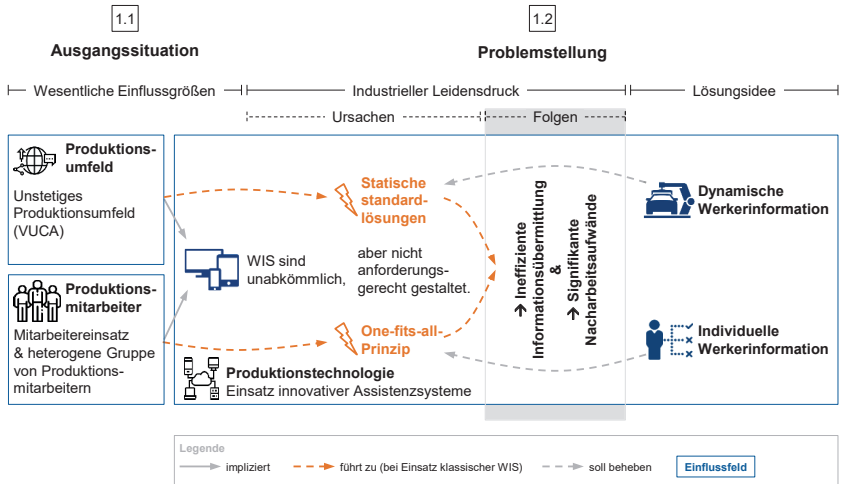 1.1
Ausgangssituation
1.2
Problemstellung
Wesentliche Einflussgrößen
Industrieller Leidensdruck
Lösungsidee
Ursachen
Folgen
Produktions-
umfeld
Unstetiges
Produktionsumfeld
(VUCA)
Produktions-
mitarbeiter
Mitarbeitereinsatz
& heterogene Gruppe
von Produktions-
mitarbeitern
WIS sind
unabkömmlich,
Statische
standard-
lösungen
aber nicht
anforderungs-
gerecht gestaltet.
One-fits-all-
Prinzip
Produktionstechnologie
Einsatz innovativer Assistenzsysteme
→ Ineffiziente
Informationsübermittlung
&
→ Signifikante
Nacharbeitsaufwände
Dynamische
Werkerinformation
Individuelle
Werkerinformation
Legende
impliziert
führt zu (bei Einsatz klassischer WIS)
soll beheben
Einflussfeld